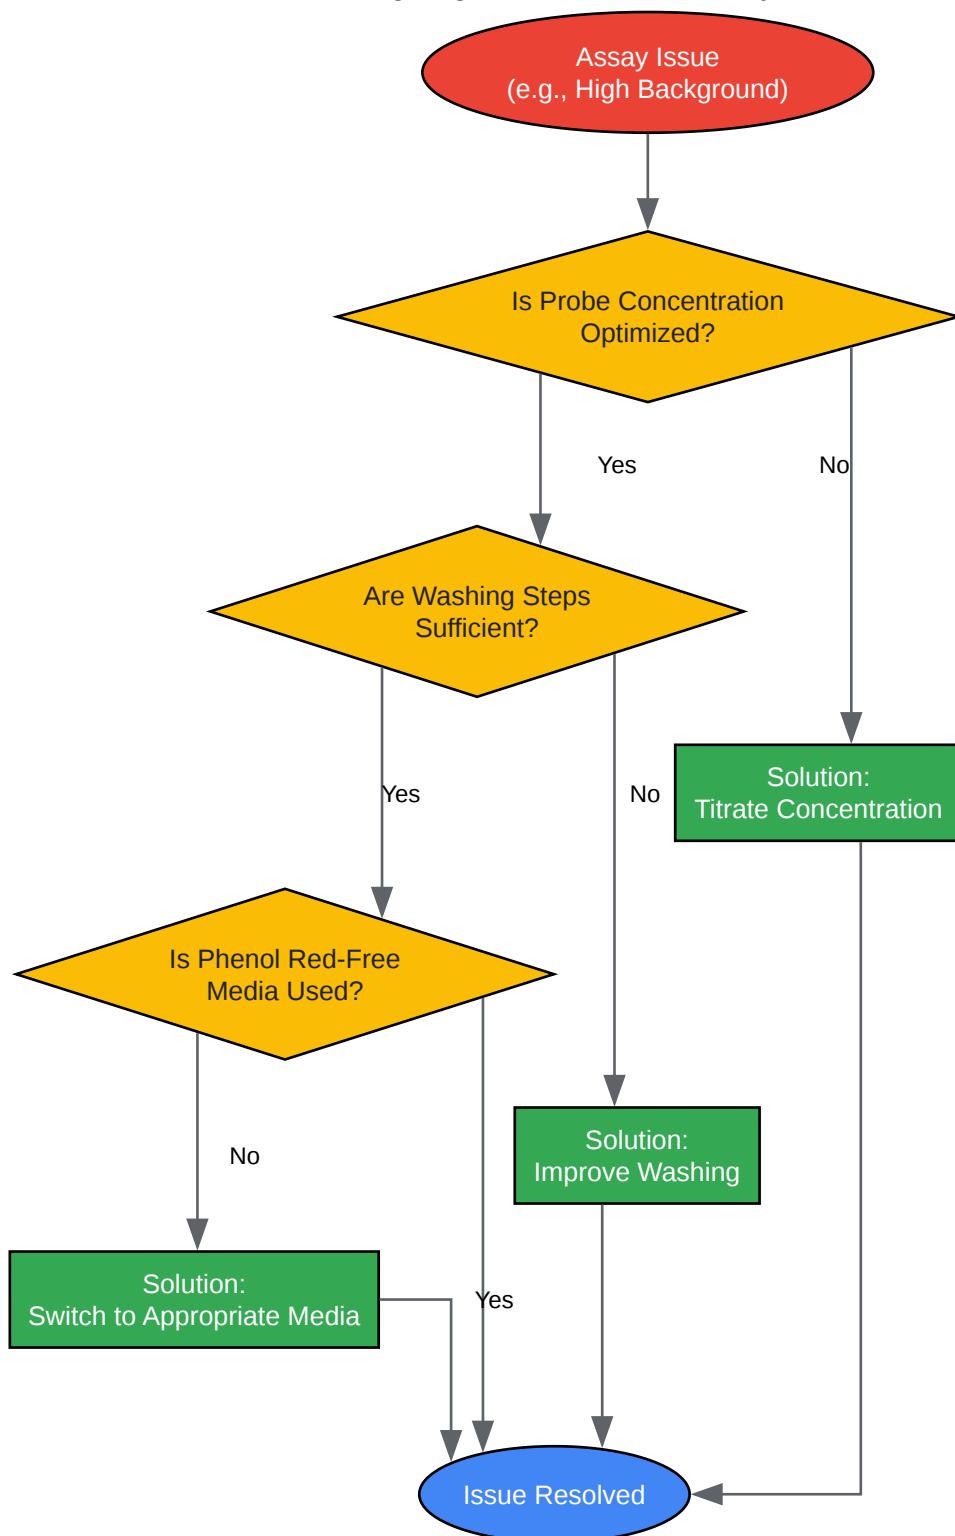 Assay Issue
(e.g., High Background)
Is Probe Concentration
Optimized?
Yes
No
Are Washing Steps
Sufficient?
Solution:
Titrate Concentration
Yes
No
Is Phenol Red-Free
Media Used?
Solution:
Improve Washing
No
Solution:
Switch to Appropriate Media
Yes
Issue Resolved